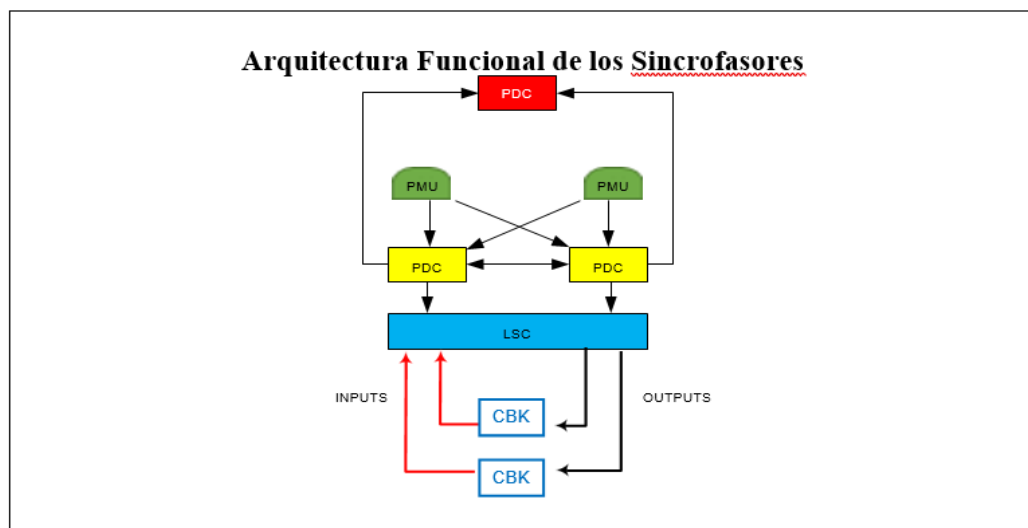 Arquitectura Funcional de los Sincrofasores
PDC
PMU
PMU
PDC
PDC
LSC
INPUTS
OUTPUTS
CBK
CBK